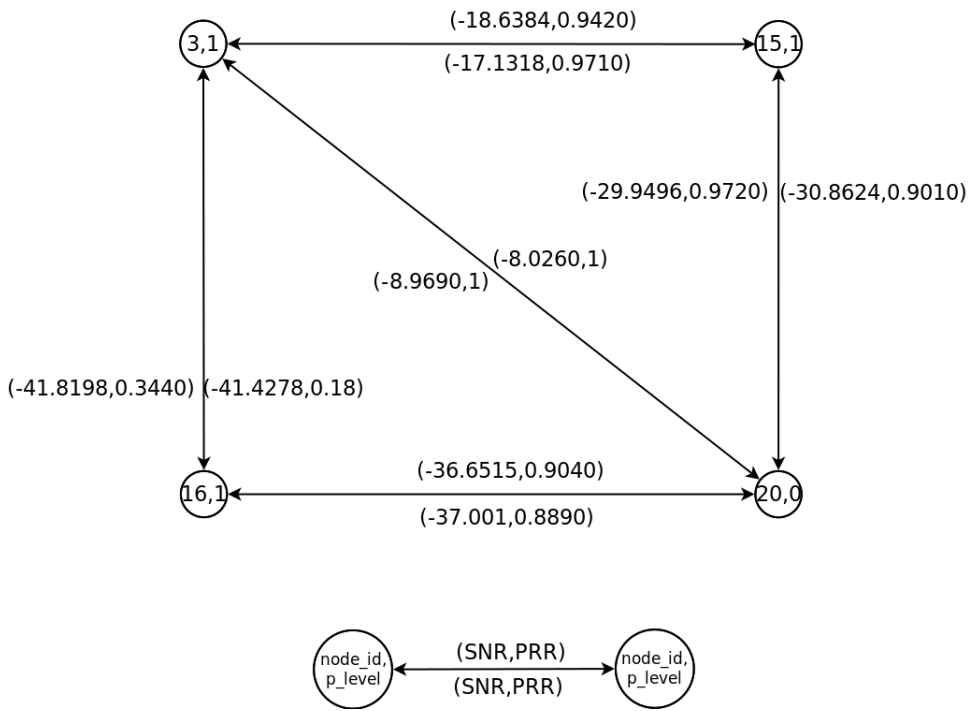 (-18.6384,0.9420)
3,1
15,1
(-17.1318,0.9710)
(-29.9496,0.9720)
(-30.8624,0.9010)
(-8.0260,1)
(-8.9690,1)
(-41.8198,0.3440)
(-41.4278,0.18)
(-36.6515,0.9040)
16,1
20,0
(-37.001,0.8890)
(SNR,PRR)
node_id,
p_level
node_id,
p_level
(SNR,PRR)